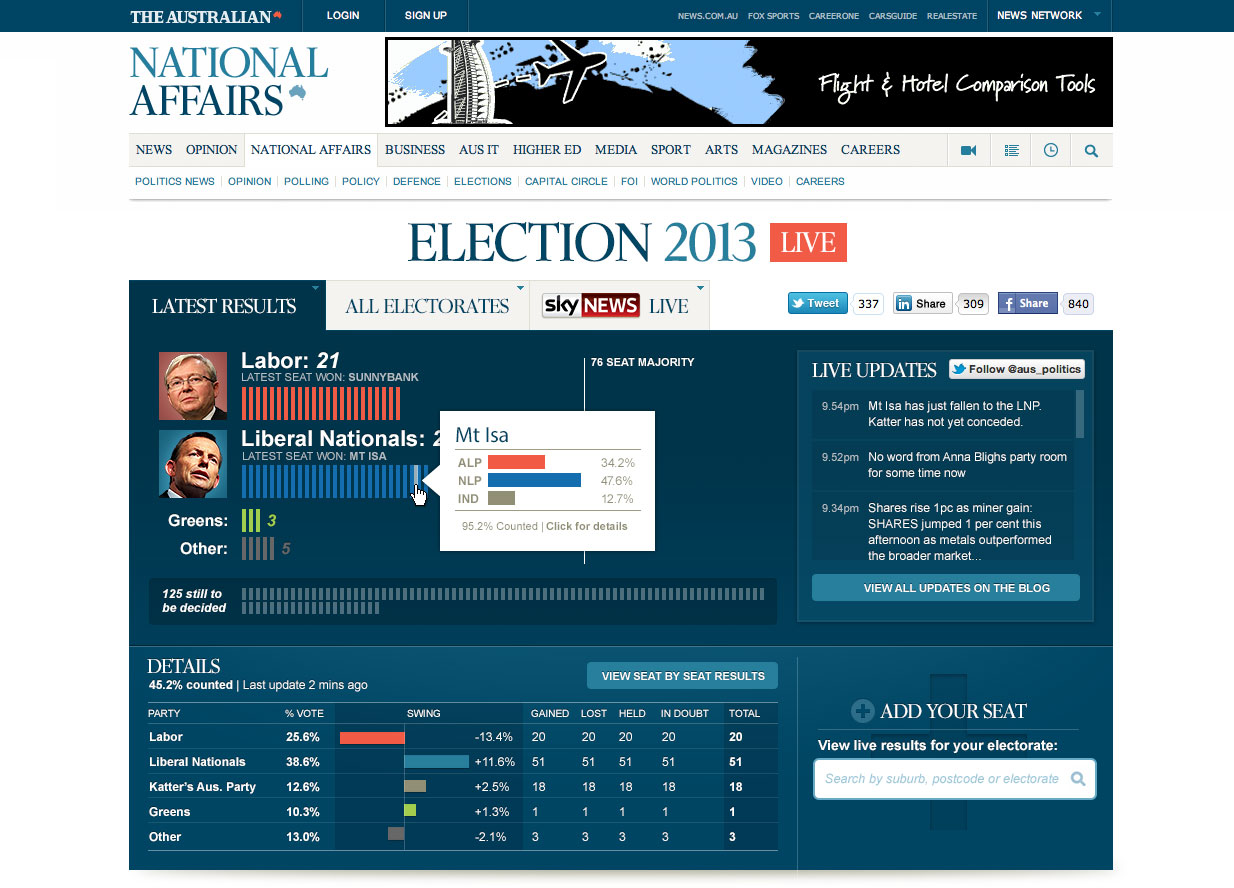 THE AUSTRALIAN LOGIN SIGN UP NEWS.COM.AU FOX SPORTS CAREERONE CARSGUIDE REALESTATE NEWS NETWORK
NATIONAL
AFFAIRS
Flight & Hotel Comparison Tools
NEWS OPINION NATIONAL AFFAIRS BUSINESS AUS IT HIGHER ED MEDIA SPORT ARTS MAGAZINES CAREERS
POLITICS NEWS OPINION POLLING POLICY DEFENCE ELECTIONS CAPITAL CIRCLE FOI WORLD POLITICS VIDEO CAREERS
ELECTION 2013 LIVE
LATEST RESULTS ALL ELECTORATES sky NEWS LIVE
Tweet 337 in Share 309 f Share 840
Labor: 21
LATEST SEAT WON: SUNNYBANK
76 SEAT MAJORITY
Liberal Nationals:
LATEST SEAT WON: MT ISA
Mt Isa
ALP 34.2%
NLP 47.6%
IND 12.7%
95.2% Counted | Click for details
Greens: 3
Other: 5
125 still to
be decided
LIVE UPDATES Follow @aus_politics
9.54pm Mt Isa has just fallen to the LNP.
Katter has not yet conceded.
9.52pm No word from Anna Blighs party room
for some time now
9.34pm Shares rise 1pc as miner gain:
SHARES jumped 1 per cent this
afternoon as metals outperformed
the broader market...
VIEW ALL UPDATES ON THE BLOG
DETAILS
45.2% counted | Last update 2 mins ago
VIEW SEAT BY SEAT RESULTS
PARTY % VOTE SWING GAINED LOST HELD IN DOUBT TOTAL
Labor 25.6% -13.4% 20 20 20 20 20
Liberal Nationals 38.6% +11.6% 51 51 51 51 51
Katter's Aus. Party 12.6% +2.5% 18 18 18 18 18
Greens 10.3% +1.3% 1 1 1 1 1
Other 13.0% -2.1% 3 3 3 3 3
ADD YOUR SEAT
View live results for your electorate:
Search by suburb, postcode or electorate